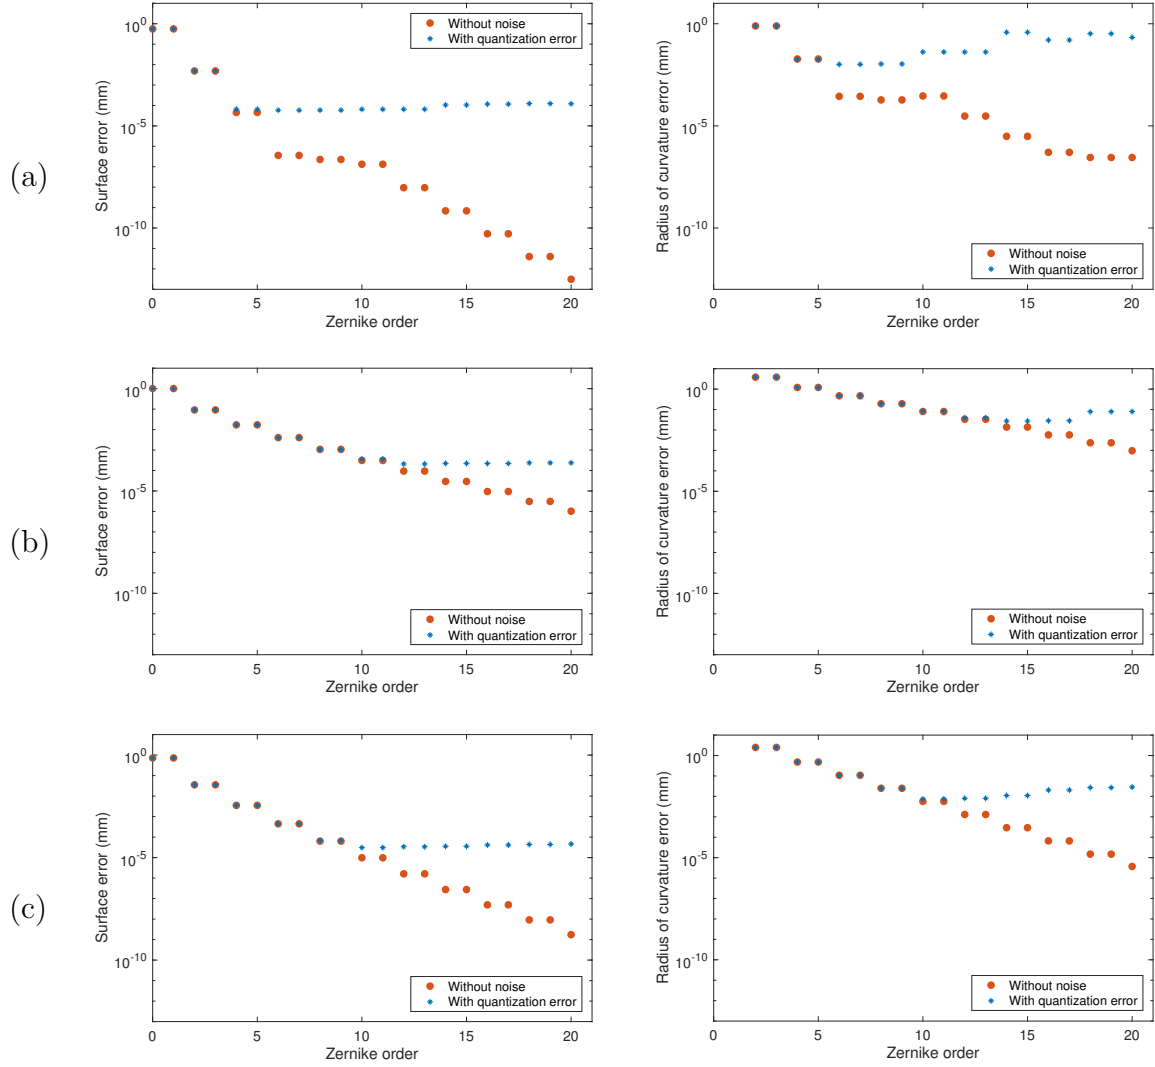 (a)
Surface error (mm)
10^0
10^-5
10^-10
0 5 10 15 20
Zernike order
Without noise
With quantization error
Radius of curvature error (mm)
10^0
10^-5
10^-10
0 5 10 15 20
Zernike order
Without noise
With quantization error
(b)
Surface error (mm)
10^0
10^-5
10^-10
0 5 10 15 20
Zernike order
Without noise
With quantization error
Radius of curvature error (mm)
10^0
10^-5
10^-10
0 5 10 15 20
Zernike order
Without noise
With quantization error
(c)
Surface error (mm)
10^0
10^-5
10^-10
0 5 10 15 20
Zernike order
Without noise
With quantization error
Radius of curvature error (mm)
10^0
10^-5
10^-10
0 5 10 15 20
Zernike order
Without noise
With quantization error